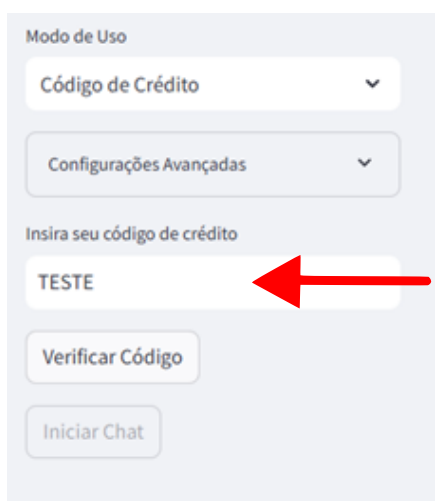 Modo de Uso
Código de Crédito
Configurações Avançadas
Insira seu código de crédito
TESTE
Verificar Código
Iniciar Chat